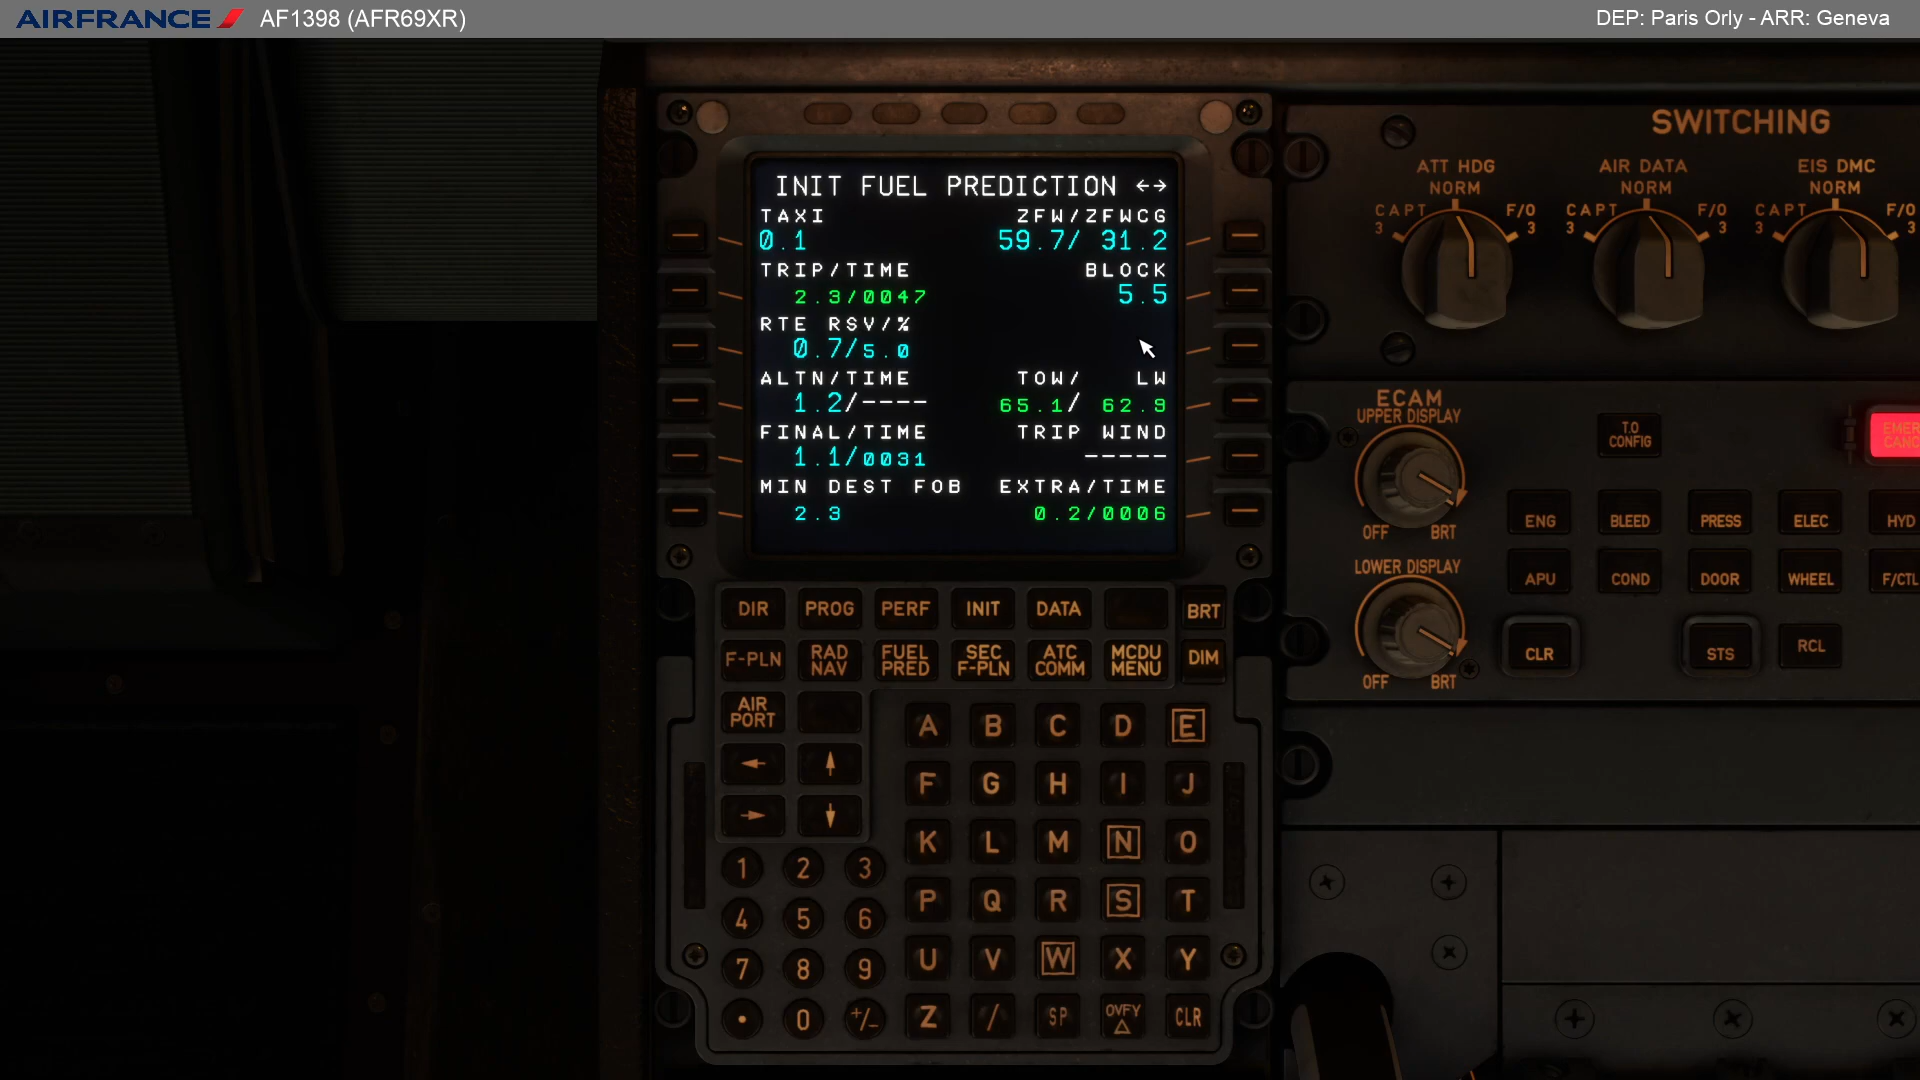 AIRFRANCE AF1398 (AFR69XR)
DEP: Paris Orly - ARR: Geneva
INIT FUEL PREDICTION ←→
TAXI ZFW/ZFWCG
0.1 59.7/ 31.2
TRIP/TIME BLOCK
2.3/0047 5.5
RTE RSV/%
0.7/5.0
ALTN/TIME TOW/ LW
1.2/---- 65.1/ 62.9
FINAL/TIME TRIP WIND
1.1/0031 -----
MIN DEST FOB EXTRA/TIME
2.3 0.2/0006
DIR PROG PERF INIT DATA BRT
F-PLN RAD NAV FUEL PRED SEC F-PLN ATC COMM MCDU MENU DIM
AIR PORT
← ↑
→ ↓
A B C D E
F G H I J
K L M N O
P Q R S T
U V W X Y
Z / SP OVFY △ CLR
1 2 3
4 5 6
7 8 9
. 0 +/-
SWITCHING
ATT HDG AIR DATA EIS DMC
NORM NORM NORM
CAPT F/O CAPT F/O CAPT F/O
3 3 3 3 3 3
ECAM
UPPER DISPLAY
OFF BRT
LOWER DISPLAY
OFF BRT
T.O
CONFIG
EMER
CANC
ENG BLEED PRESS ELEC HYD
APU COND DOOR WHEEL F/CTL
CLR STS RCL